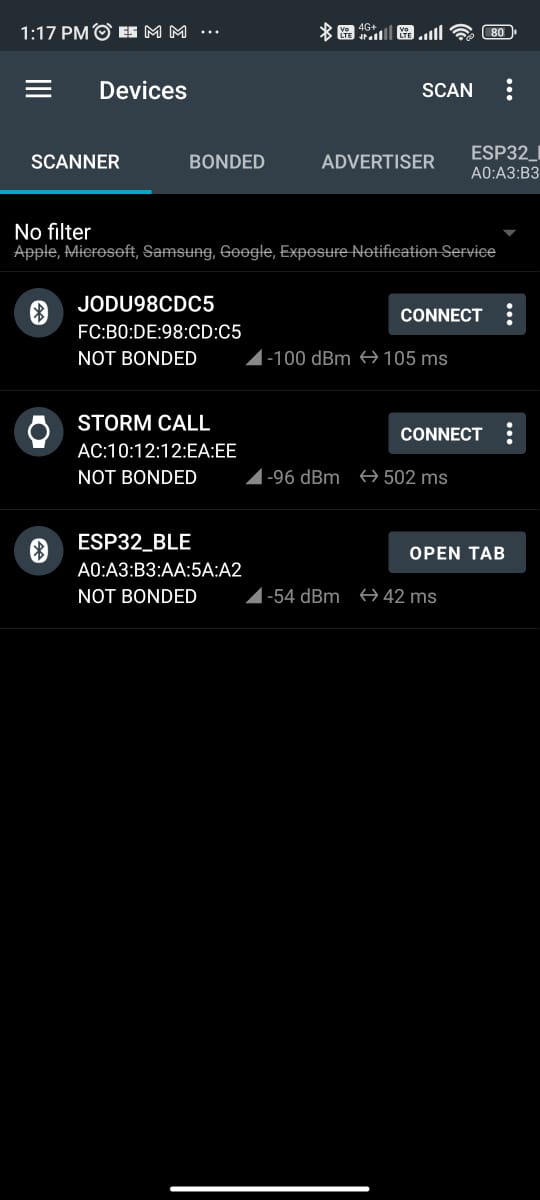 1:17 PM 4G+ Vo LTE Vo LTE 80
Devices SCAN
SCANNER BONDED ADVERTISER ESP32_
A0:A3:B3
No filter
Apple, Microsoft, Samsung, Google, Exposure Notification Service
JODU98CDC5
CONNECT
FC:B0:DE:98:CD:C5
NOT BONDED -100 dBm 105 ms
STORM CALL
CONNECT
AC:10:12:12:EA:EE
NOT BONDED -96 dBm 502 ms
ESP32_BLE
OPEN TAB
A0:A3:B3:AA:5A:A2
NOT BONDED -54 dBm 42 ms